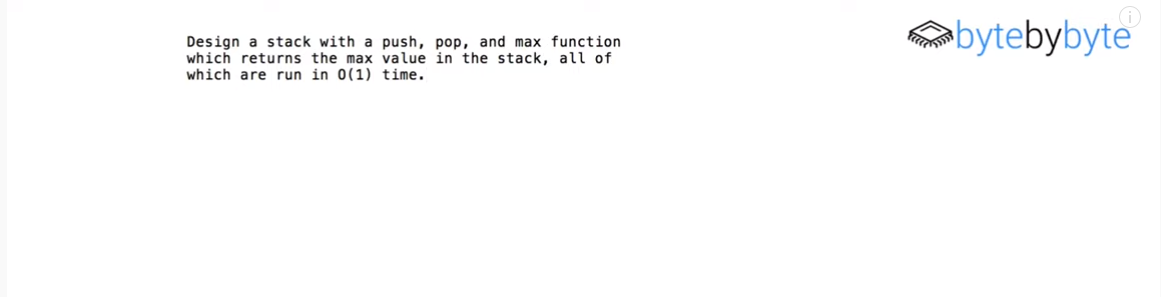 Design a stack with a push, pop, and max function
which returns the max value in the stack, all of
which are run in O(1) time.
bytebybyte
i